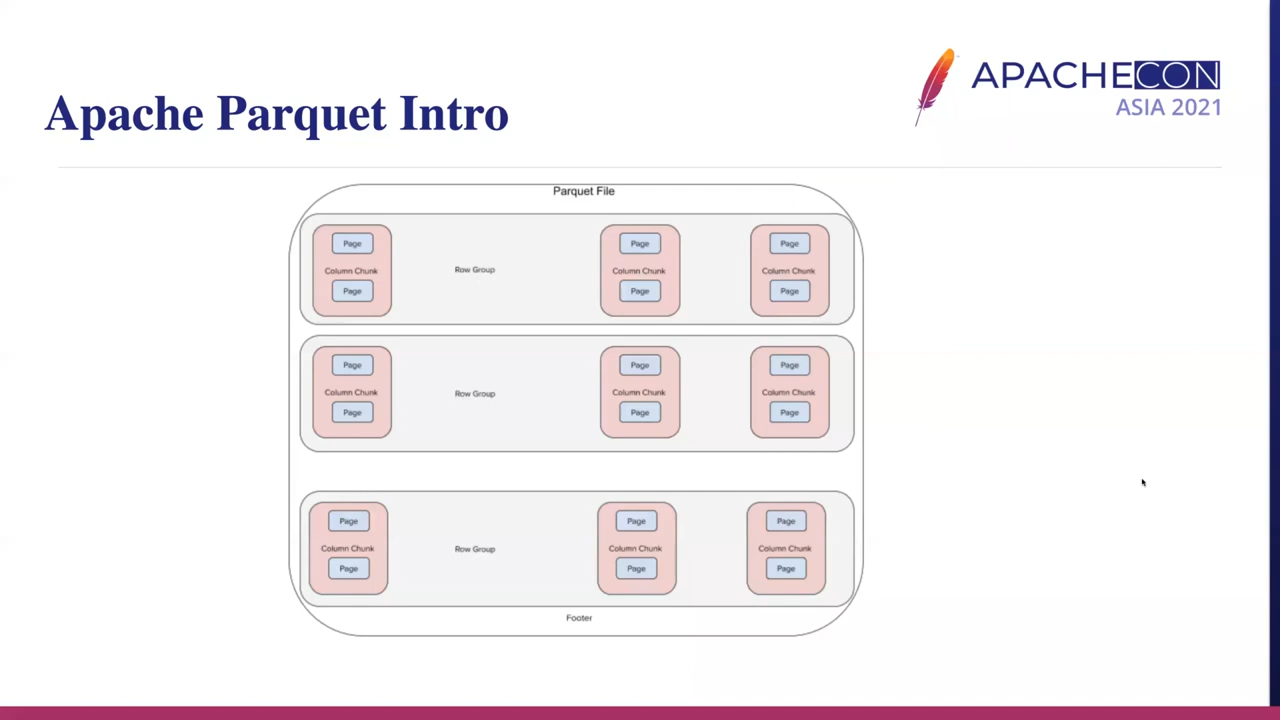 APACHECON
ASIA 2021
Apache Parquet Intro
Parquet File
Page Page Page
Column Chunk Row Group Column Chunk Column Chunk
Page Page Page
Page Page Page
Column Chunk Row Group Column Chunk Column Chunk
Page Page Page
Page Page Page
Column Chunk Row Group Column Chunk Column Chunk
Page Page Page
Footer